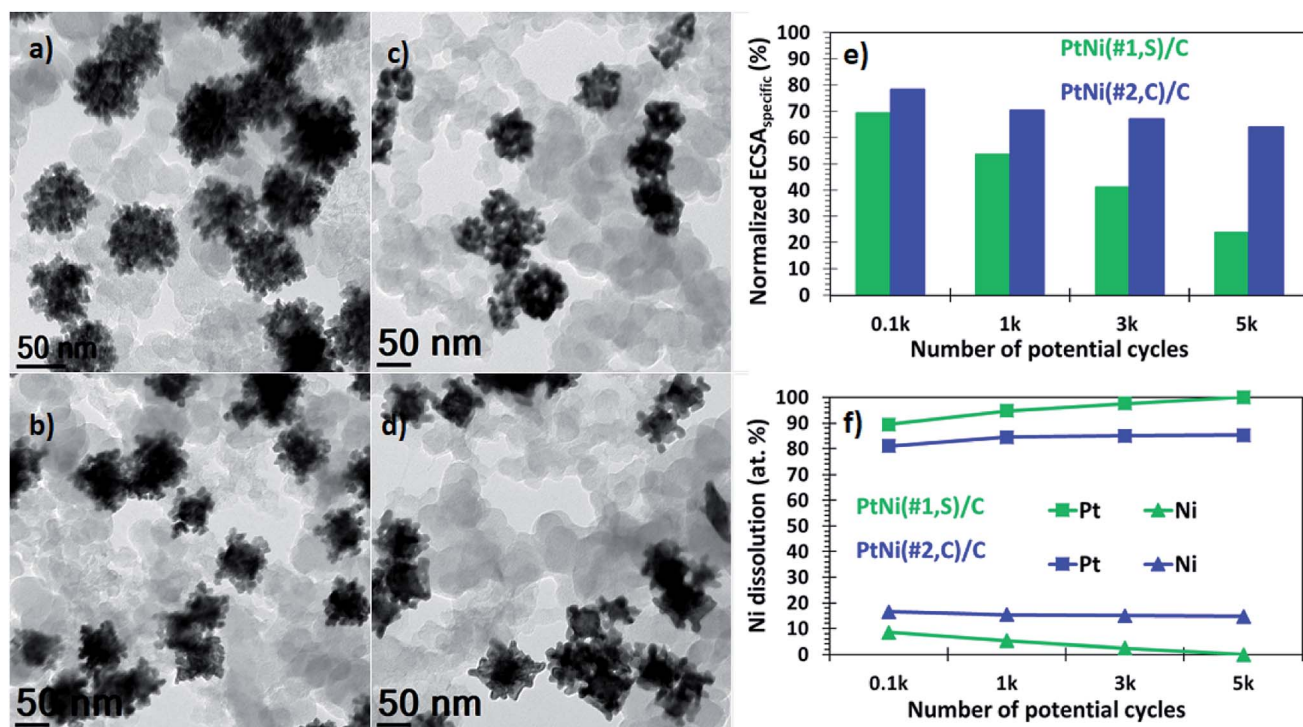 a)
50 nm
b)
50 nm
c)
50 nm
d)
50 nm
e)
PtNi(#1,S)/C
PtNi(#2,C)/C
Normalized ECSAspecific (%)
100
90
80
70
60
50
40
30
20
10
0
0.1k 1k 3k 5k
Number of potential cycles
f)
PtNi(#1,S)/C Pt Ni
PtNi(#2,C)/C Pt Ni
Ni dissolution (at. %)
100
90
80
70
60
50
40
30
20
10
0
0.1k 1k 3k 5k
Number of potential cycles